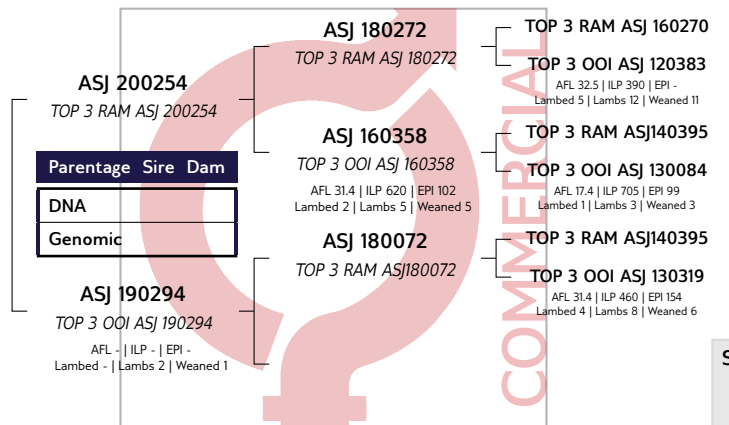 ASJ 200254
TOP 3 RAM ASJ 200254
Parentage Sire Dam
DNA
Genomic
ASJ 190294
TOP 3 OOI ASJ 190294
AFL - | ILP - | EPI -
Lambed - | Lambs 2 | Weaned 1
ASJ 180272
TOP 3 RAM ASJ 180272
ASJ 160358
TOP 3 OOI ASJ 160358
AFL 31.4 | ILP 620 | EPI 102
Lambed 2 | Lambs 5 | Weaned 5
ASJ 180072
TOP 3 RAM ASJ180072
TOP 3 RAM ASJ 160270
TOP 3 OOI ASJ 120383
AFL 32.5 | ILP 390 | EPI -
Lambed 5 | Lambs 12 | Weaned 11
TOP 3 RAM ASJ140395
TOP 3 OOI ASJ 130084
AFL 17.4 | ILP 705 | EPI 99
Lambed 1 | Lambs 3 | Weaned 3
TOP 3 RAM ASJ140395
TOP 3 OOI ASJ 130319
AFL 31.4 | ILP 460 | EPI 154
Lambed 4 | Lambs 8 | Weaned 6
COMMERCIAL